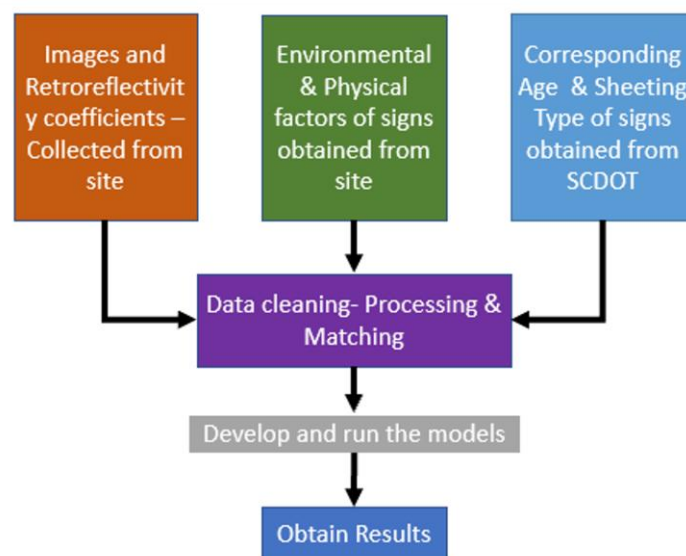 Images and
Retroreflectivit
y coefficients –
Collected from
site
Environmental
& Physical
factors of signs
obtained from
site
Corresponding
Age & Sheeting
Type of signs
obtained from
SCDOT
Data cleaning- Processing &
Matching
Develop and run the models
Obtain Results